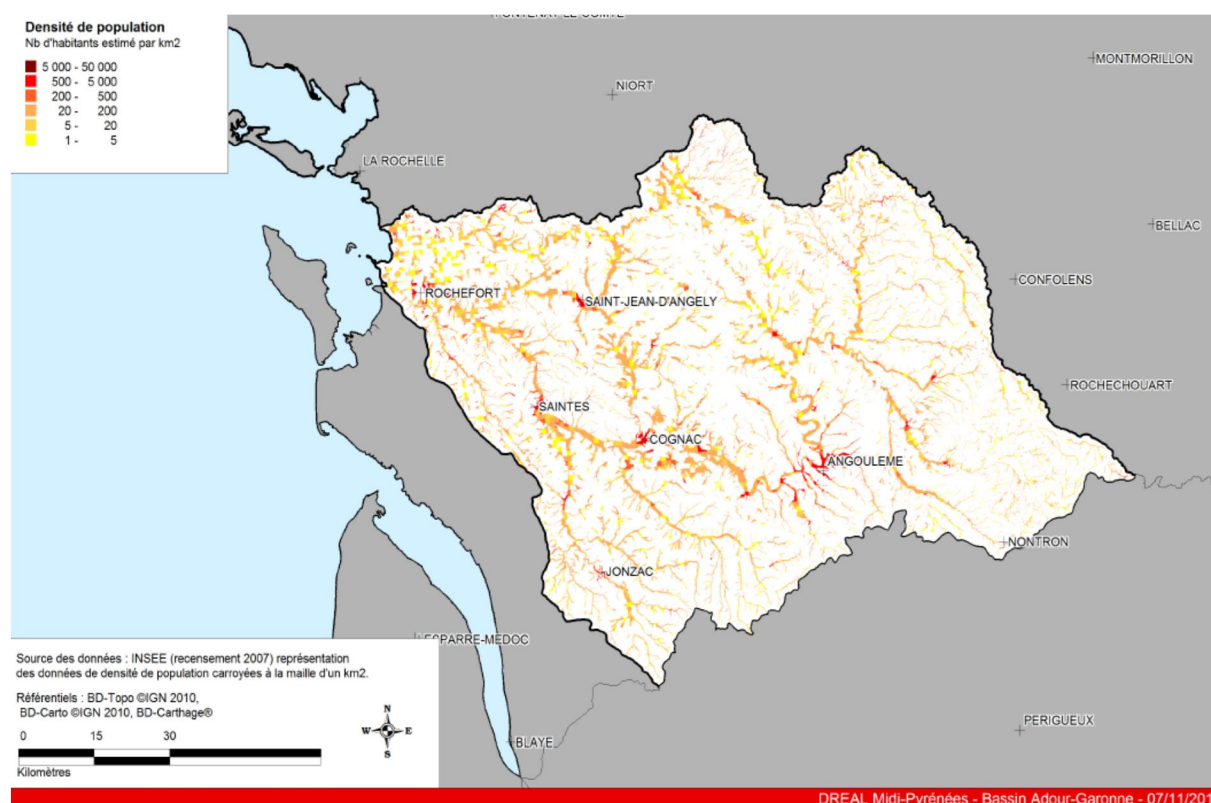 Densité de population
Nb d'habitants estimé par km2
5 000 - 50 000
500 - 5 000
200 - 500
20 - 200
5 - 20
1 - 5
MONTMORILLON
NIORT
LA ROCHELLE
BELLAC
CONFOLENS
ROCHEFORT
SAINT-JEAN-D'ANGELY
ROCHECHOUART
SAINTES
COGNAC
ANGOULEME
NONTRON
JONZAC
LESPARRE-MEDOC
PERIGUEUX
BLAYE
Source des données : INSEE (recensement 2007) représentation
des données de densité de population carroyées à la maille d'un km2.
Référentiels : BD-Topo ©IGN 2010,
BD-Carto ©IGN 2010, BD-Carthage®
0 15 30
Kilomètres
N
W E
S
DREAL Midi-Pyrénées - Bassin Adour-Garonne - 07/11/201